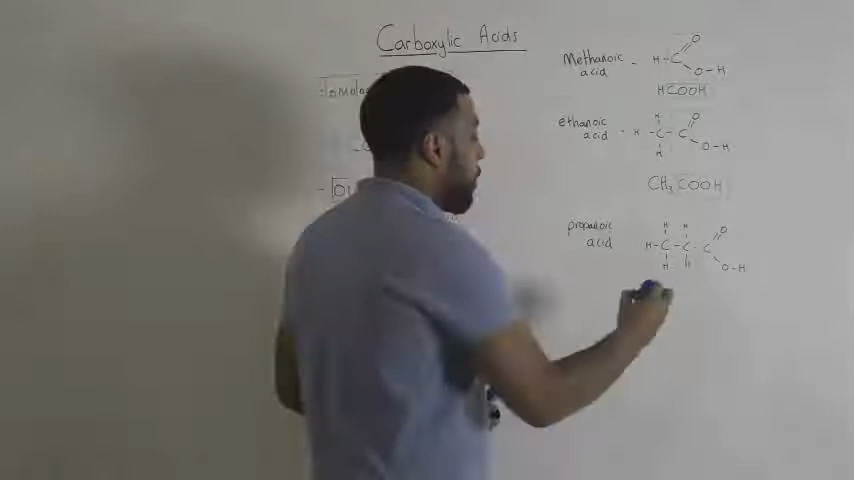 Carboxylic Acids
Methanoic
acid -
H-C
O
O-H
HCOOH
ethanoic
acid -
H
H-C-C
H
O
O-H
CH3COOH
propanoic
acid
H H
H-C-C-C
H H
O
O-H